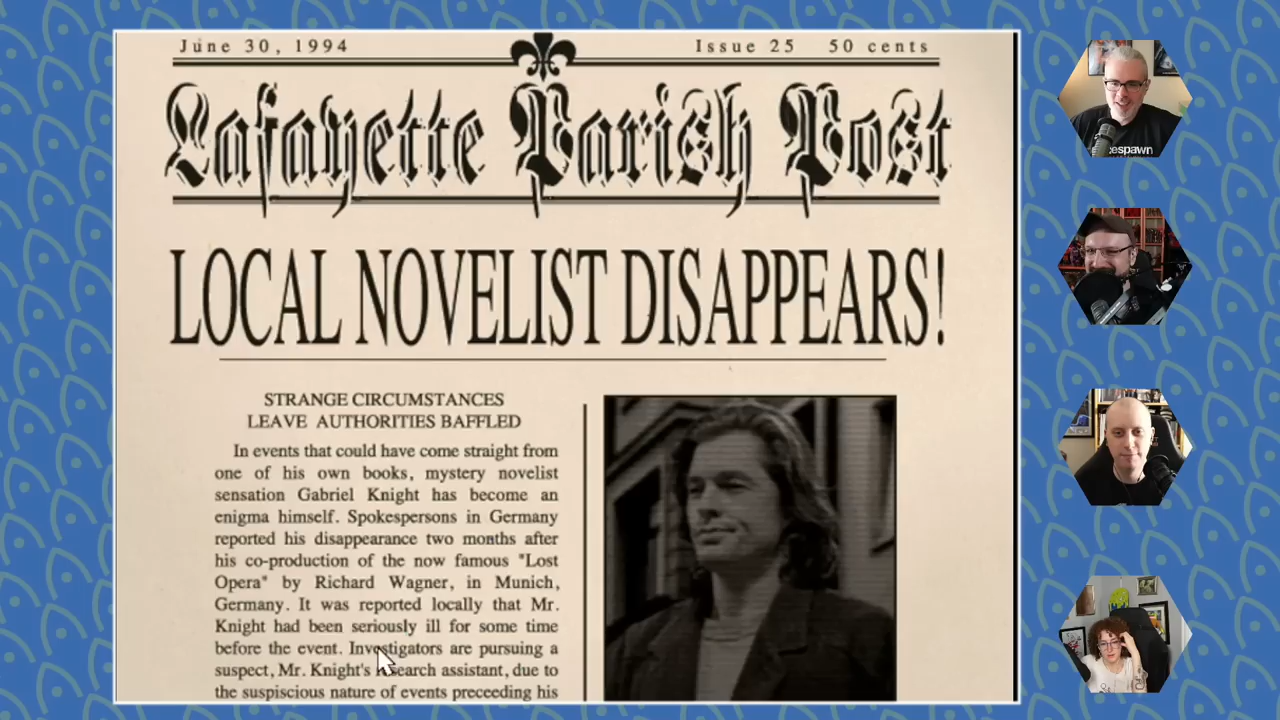 June 30, 1994 Issue 25 50 cents
Lafayette Parish Post
LOCAL NOVELIST DISAPPEARS!
STRANGE CIRCUMSTANCES
LEAVE AUTHORITIES BAFFLED
In events that could have come straight from
one of his own books, mystery novelist
sensation Gabriel Knight has become an
enigma himself. Spokespersons in Germany
reported his disappearance two months after
his co-production of the now famous "Lost
Opera" by Richard Wagner, in Munich,
Germany. It was reported locally that Mr.
Knight had been seriously ill for some time
before the event. Investigators are pursuing a
suspect, Mr. Knight's research assistant, due to
the suspicious nature of events preceeding his